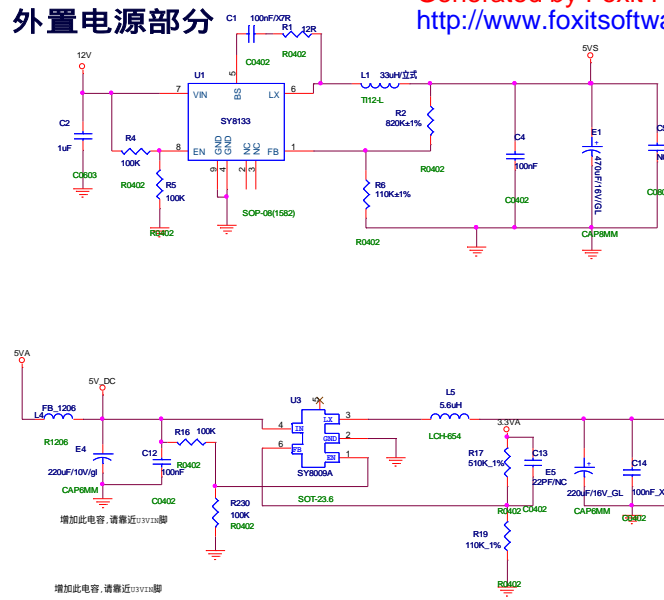 外置电源部分
http://www.foxitsoftwa
C1
100nF/X7R
R1
12R
C0402
R0402
12V
5VS
U1
7
VIN
5
BS
LX
6
L1
33uH/立式
TI12-L
SY8133
R2
820K±1%
C2
1uF
C0603
R4
100K
R0402
8
EN
GND
GND
NC
NC
FB
1
9
4
2
3
R5
100K
R0402
SOP-08(1582)
R0402
R6
110K±1%
R0402
C4
100nF
C0402
E1
470uF/16V/GL
CAP8MM
5VA
5V_DC
L4
FB_1206
R1206
E4
220uF/10V/gl
CAP6MM
C12
100nF
C0402
R16
100K
R0402
R230
100K
R0402
U3
5
4
IN
LX
3
6
FB
GND
2
EN
1
SY8009A
SOT-23.6
L5
5.6uH
LCH-654
3.3VA
R17
510K_1%
R0402
C13
22PF/NC
C0402
E5
220uF/16V_GL
CAP6MM
C14
100nF_X
C0402
R19
110K_1%
R0402
增加此电容,请靠近U3VIN脚
增加此电容,请靠近U3VIN脚